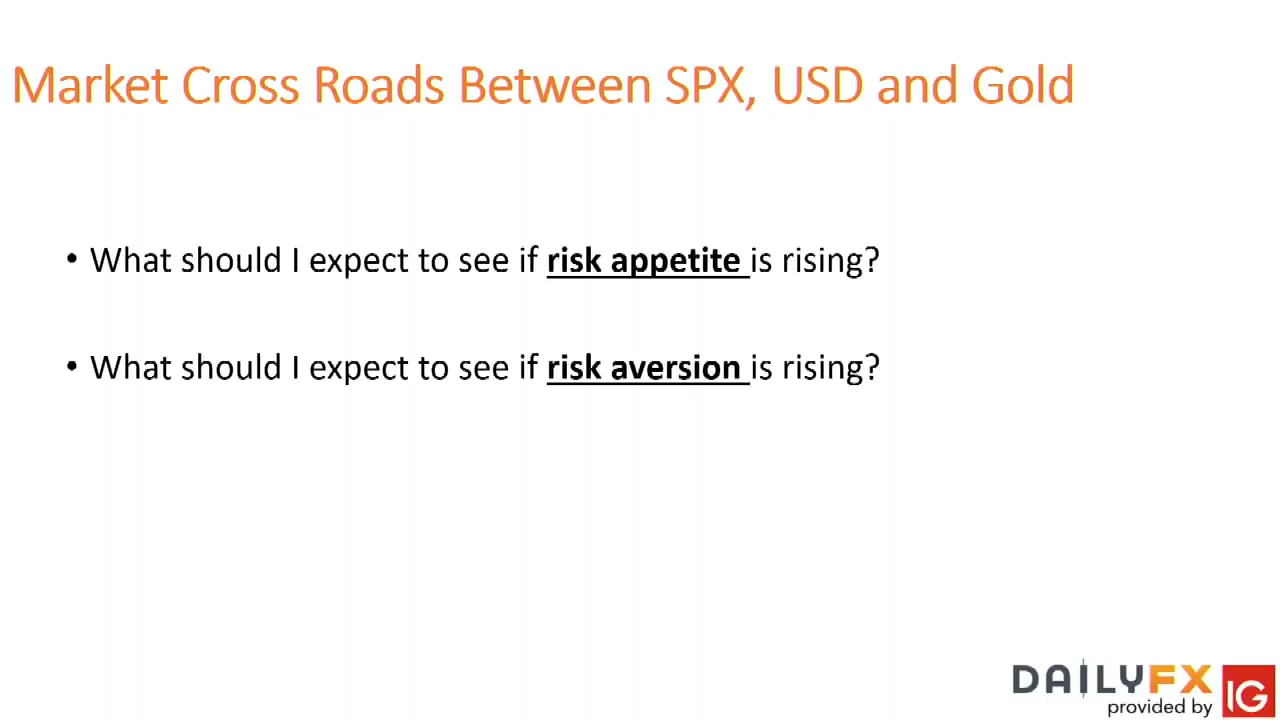 Market Cross Roads Between SPX, USD and Gold
• What should I expect to see if risk appetite is rising?
• What should I expect to see if risk aversion is rising?
DAILYFX
provided by IG